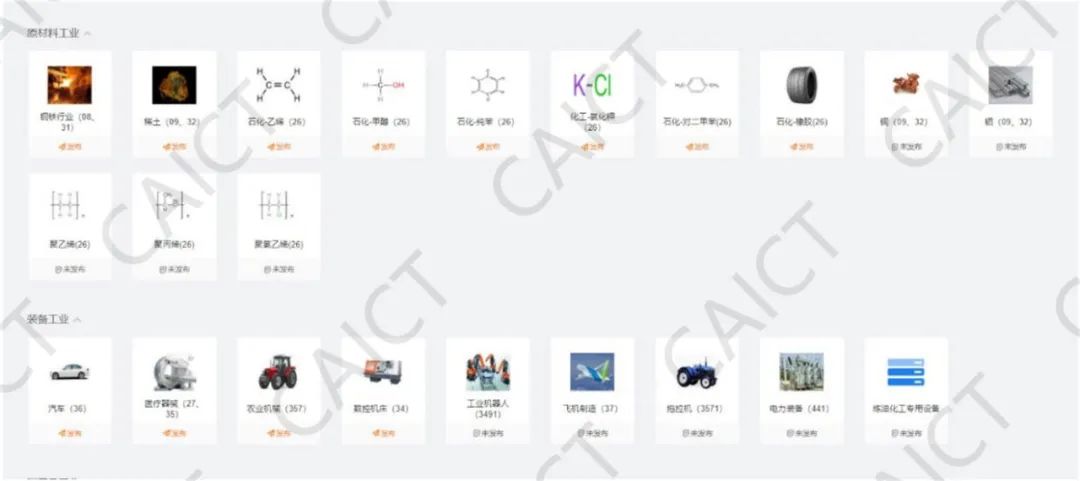 原材料工业
钢铁行业（08、
31）
发布
稀土（09、32）
发布
石化-乙烯（26）
发布
石化-甲醇（26）
发布
石化-纯苯（26）
发布
K-Cl
化工-氯化钾
（26）
发布
石化-对二甲苯(26)
发布
石化-橡胶(26)
发布
铜（09、32）
未发布
铝（09、32）
未发布
聚乙烯(26)
未发布
聚丙烯(26)
未发布
聚氯乙烯(26)
未发布
装备工业
汽车（36）
发布
医疗器械（27、
35）
发布
农业机械（357）
发布
数控机床（34）
发布
工业机器人
（3491）
未发布
飞机制造（37）
未发布
拖拉机（3571）
未发布
电力装备（441）
未发布
炼油化工专用设备
未发布
CAICT
CAICT
CAICT
CAICT
CAICT
CAICT